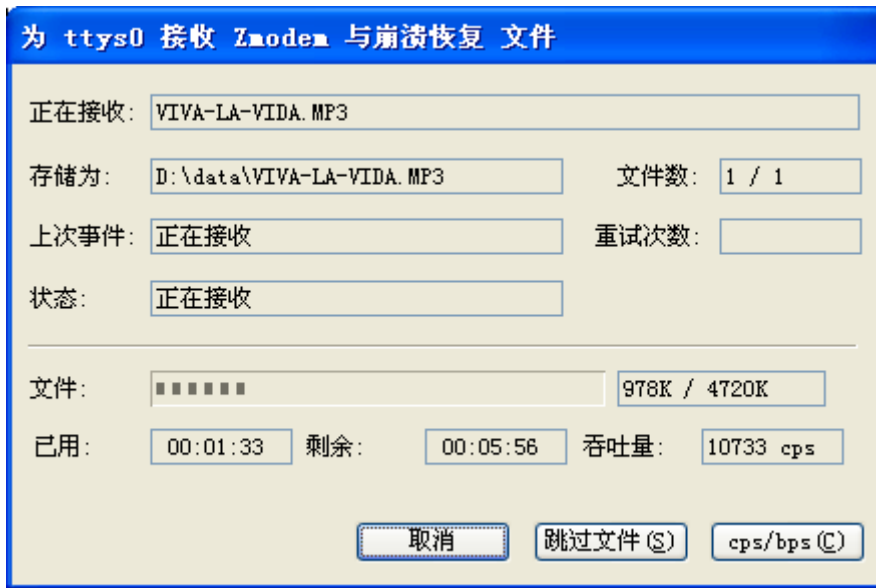 为 ttys0 接收 Zmodem 与崩溃恢复 文件
正在接收: VIVA-LA-VIDA.MP3
存储为: D:\data\VIVA-LA-VIDA.MP3 文件数: 1 / 1
上次事件: 正在接收 重试次数:
状态: 正在接收
文件: 978K / 4720K
已用: 00:01:33 剩余: 00:05:56 吞吐量: 10733 cps
取消 跳过文件(S) cps/bps(C)